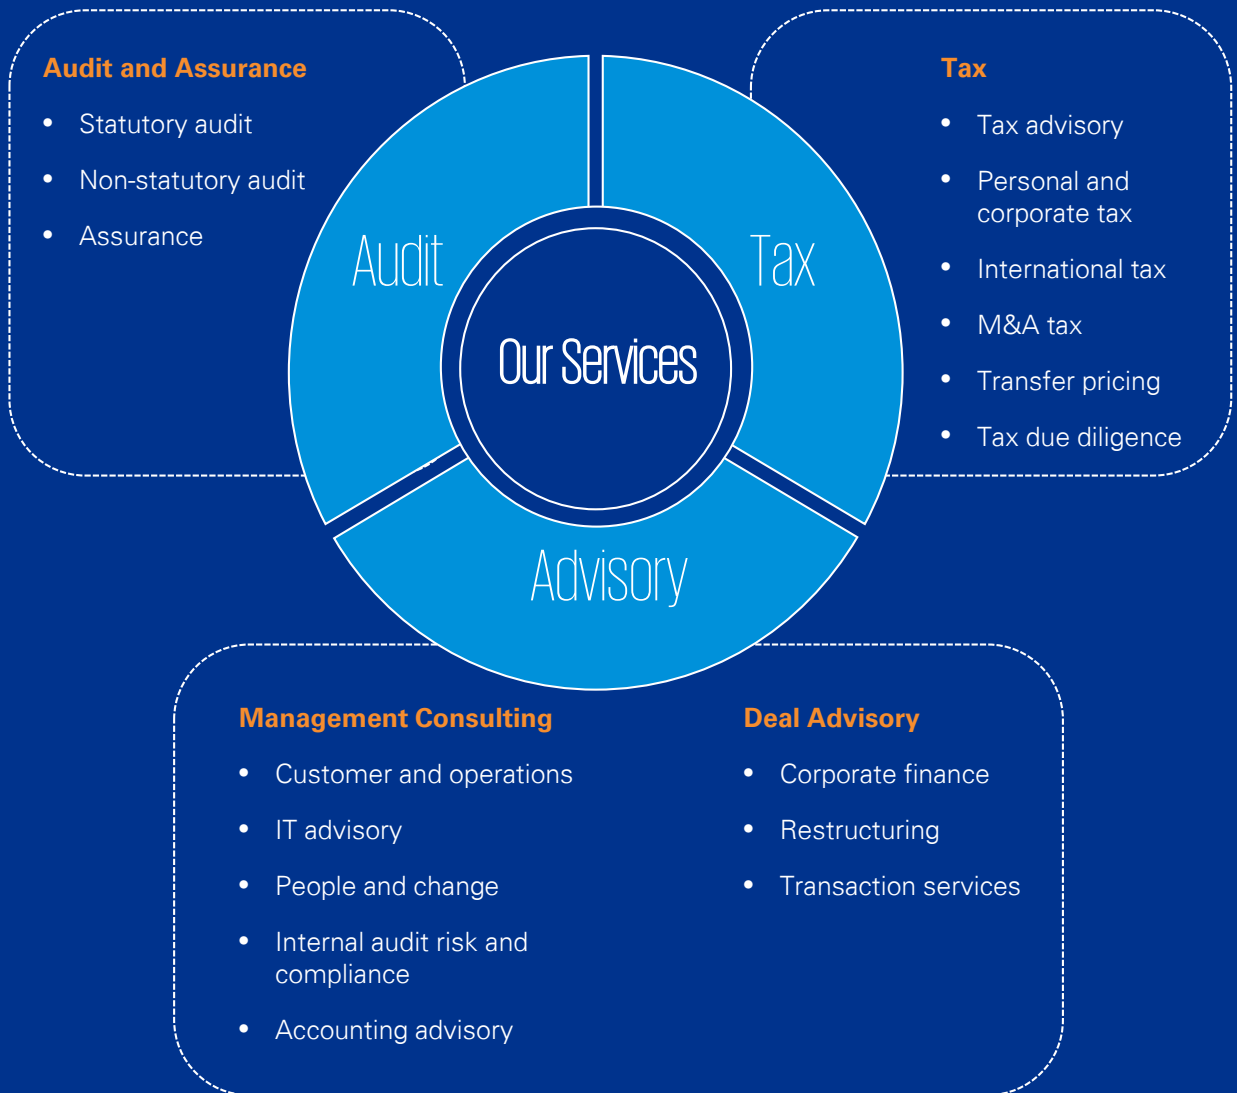 Audit and Assurance
Statutory audit
Non-statutory audit
Assurance
Tax
Tax advisory
Personal and
corporate tax
International tax
M&A tax
Transfer pricing
Tax due diligence
Audit
Tax
Our Services
Advisory
Management Consulting
Customer and operations
IT advisory
People and change
Internal audit risk and
compliance
Accounting advisory
Deal Advisory
Corporate finance
Restructuring
Transaction services